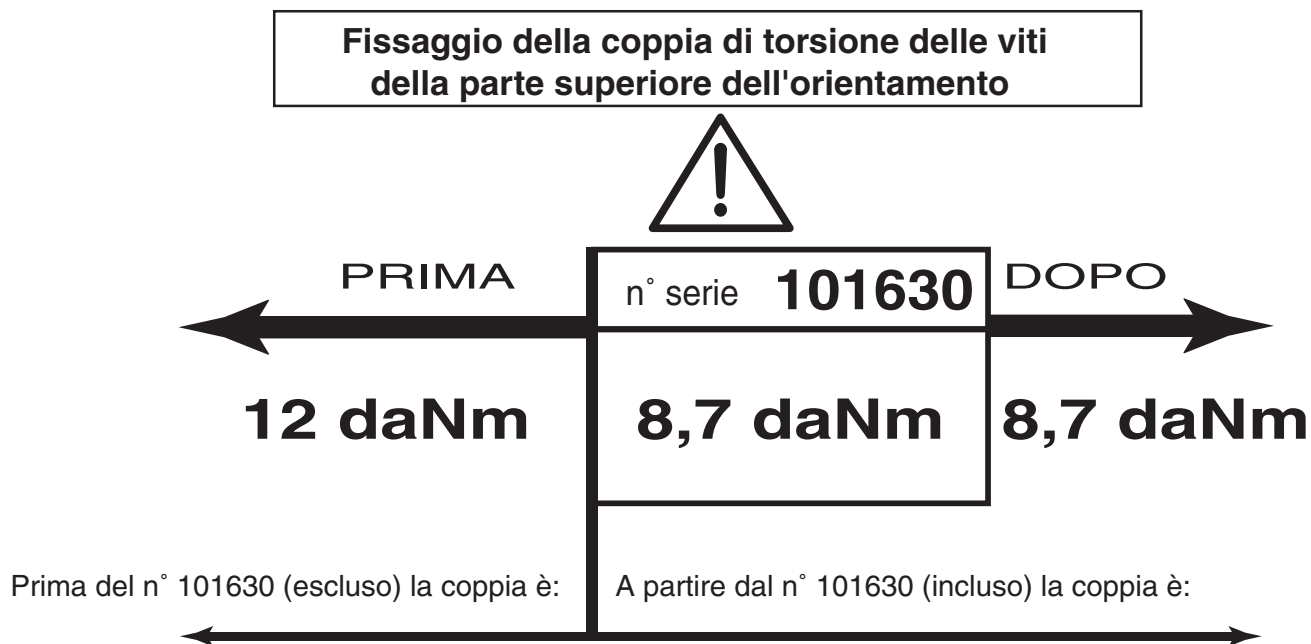 Fissaggio della coppia di torsione delle viti
della parte superiore dell'orientamento
PRIMA
n° serie 101630
DOPO
12 daNm
8,7 daNm
8,7 daNm
Prima del n° 101630 (escluso) la coppia è:
A partire dal n° 101630 (incluso) la coppia è: